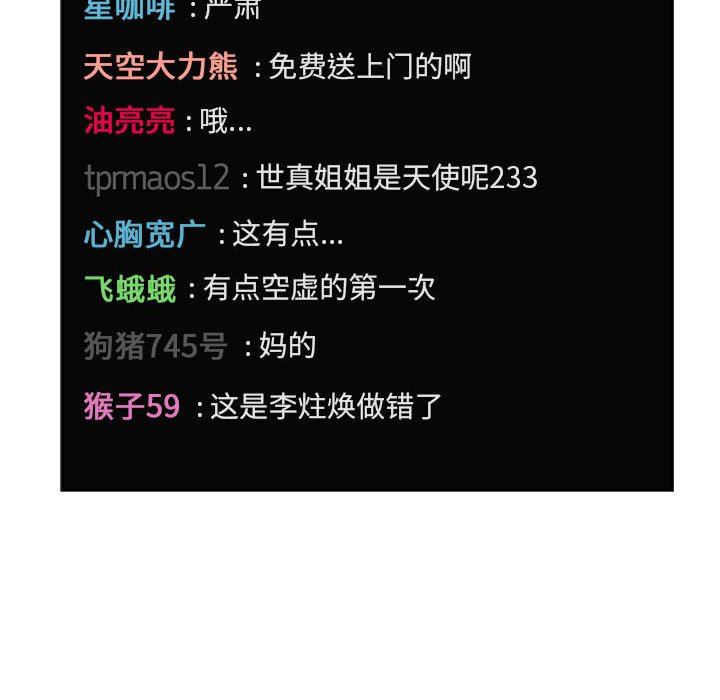 星咖啡 : 严肃
天空大力熊 : 免费送上门的啊
油亮亮 : 哦...
tprmaosl2 : 世真姐姐是天使呢233
心胸宽广 : 这有点...
飞蛾蛾 : 有点空虚的第一次
狗猪745号 : 妈的
猴子59 : 这是李炷焕做错了